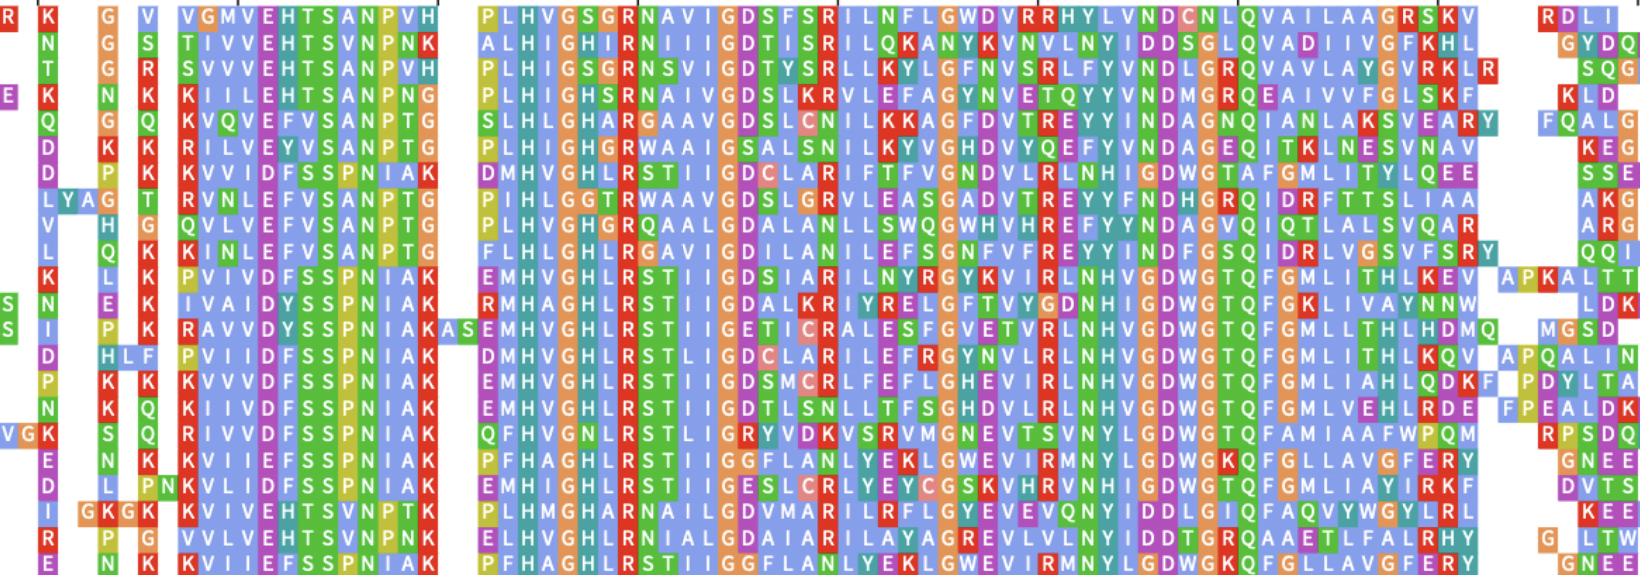 R K G V VGMVEHTSANPVH PLHVGSGRNAVIGDSFSRILNFLGWDVRRHYLVNDCNLQVAILAAGRSKV RDLI
N G S TIVVEHTSVNPNK ALHIGHIRNIIIGDTISRILQKANYKVNVLNYIDDSGLQVADIIVGFKHL GYDQ
T G R SVVVEHTSANPVH PLHIGSGRNSVIGDTYSRLLKYLGFNVSRLFYVNDLGRQVAVLAYGVRKLR SQG
E K N K KIILEHTSANPNG PLHIGHSRNAIVGDSLKRVLEFAGYNVETQYYVNDMGRQEAIVVFGLSKF KLD
Q G Q KVQVEFVSANPTG SLHLGHARGAAVGDSLCNILKKAGFDVTREYYINDAGNQIANLAKSVEARY FQALG
D K K RILVEYVSANPTG PLHIGHGRWAAIGSALSNILKYVGHDVYQEFYVNDAGEQITKLNESVNAV KEG
D P K KVVIDFSSPNIAK DMHVGHLRSTIIGDCLARIFTFVGNDVLRLNHIGDWGTAFGMLITYLQEE SSE
LYAG T RVNLEFVSANPTG PIHLGGTRWAAVGDSLGRVLEASGADVTREYYFNDHGRQIDRFTTSLIAA AKG
V H G QVLVEFVSANPTG PLHVGHGRQAALGDALANLLSWQGWHVHREFYYNDAGVQIQTLALSVQAR ARG
L Q K KINLEFVSANPTG FLHLGHLRGAVIGDALANILEFSGNFVFREYYINDFGSQIDRLVGSVFSRY QQI
K L K PVIVDFSSPNIAK EMHVGHLRSTIIGDSIARILNYRGYKVIRLNHVGDWGTQFGMLITHLKEV APKALTT
S N E K IVAIDYSSPNIAK RMHAGHLRSTIIGDALKRIYRELGFTVYGDNHIGDWGTQFGKLIVAYNNW LDK
S I P K RAVVDYSSPNIAKASEMHVGHLRSTIIGETICRALESFGVETVRLNHVGDWGTQFGMLLTHLHDMQ MGSD
D HLF PVIIDFSSPNIAK DMHVGHLRSTLIGDCLARILEFRGYNVLRLNHVGDWGTQFGMLITHLKQV APQALIN
P K K KVVVDFSSPNIAK EMHVGHLRSTIIGDSMCRLFEFLGHEVIRLNHVGDWGTQFGMLIAHLQDKF PDYLTA
N K Q KIIVDFSSPNIAK EMHVGHLRSTIIGDTLSNLLTFSGHDVLRLNHVGDWGTQFGMLVEHLRDE FPEALDK
VGK S Q RIVVDFSSPNIAK QFHVGNLRSTLIGRYVDKVSRVMGNEVTSVNYLGDWGTQFAMIAAFWPQM RPSDQ
E N K KVIIEFSSPNIAK PFHAGHLRSTIIGGFLANLYEKLGWEVIRMNYLGDWGKQFGLLAVGFERY GNEE
D L PNKVLIDFSSPNIAK EMHIGHLRSTIIGESLCRLYEYCGSKVHRVNHIGDWGTQFGMLIAYIRKF DVTS
I GKGK KVIVEHTSVNPTK PLHMGHARNAILGDVMARILRFLGYEVEVQNYIDDLGIQFAQVYWGYLRL KEE
R P G VVLVEHTSVNPNK ELHVGHLRNIALGDAIARILAYAGREVLVLNYIDDTGRQAAETLFALRHY G LTW
E N K KVIIEFSSPNIAK PFHAGHLRSTIIGGFLANLYEKLGWEVIRMNYLGDWGKQFGLLAVGFERY GNEE